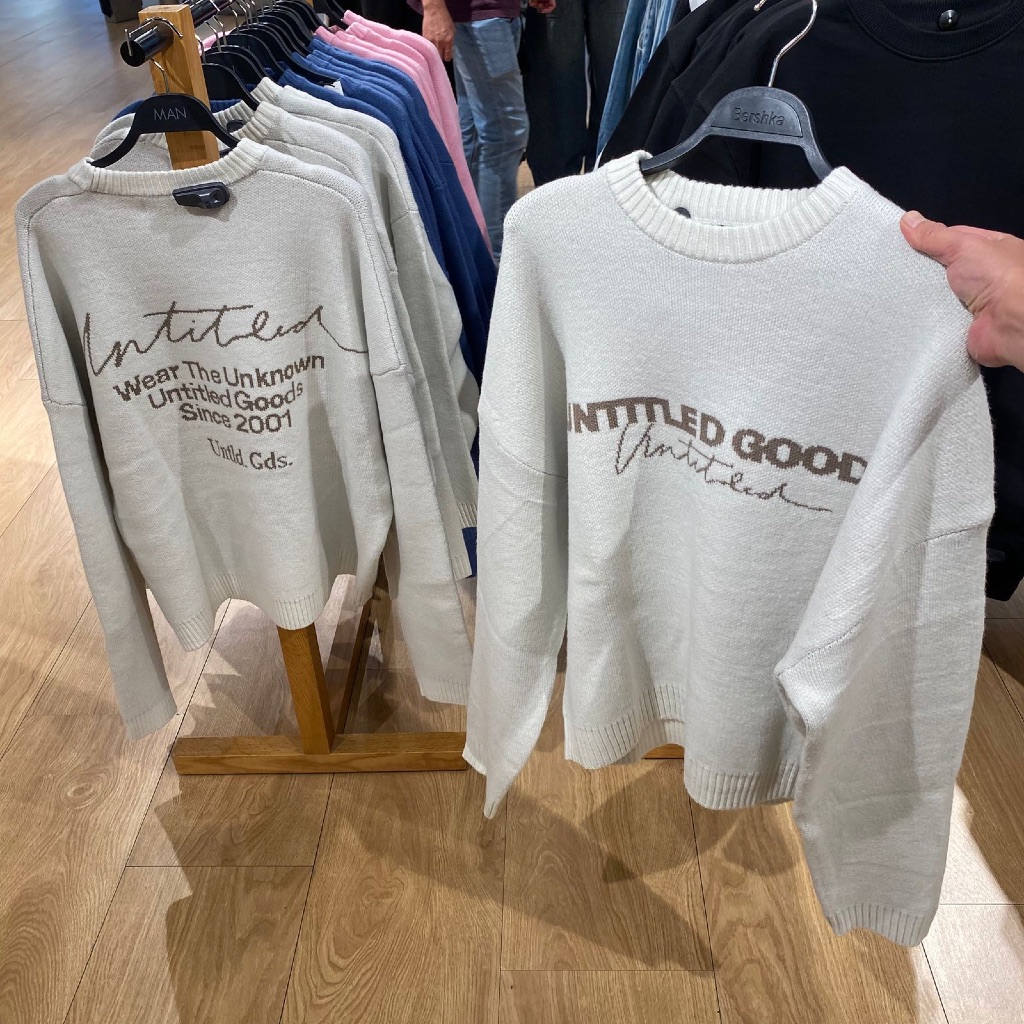 MAN
Untitled
Wear The Unknown
Untitled Goods
Since 2001
Untld. Gds.
Bershka
UNTITLED GOOD
Untitled